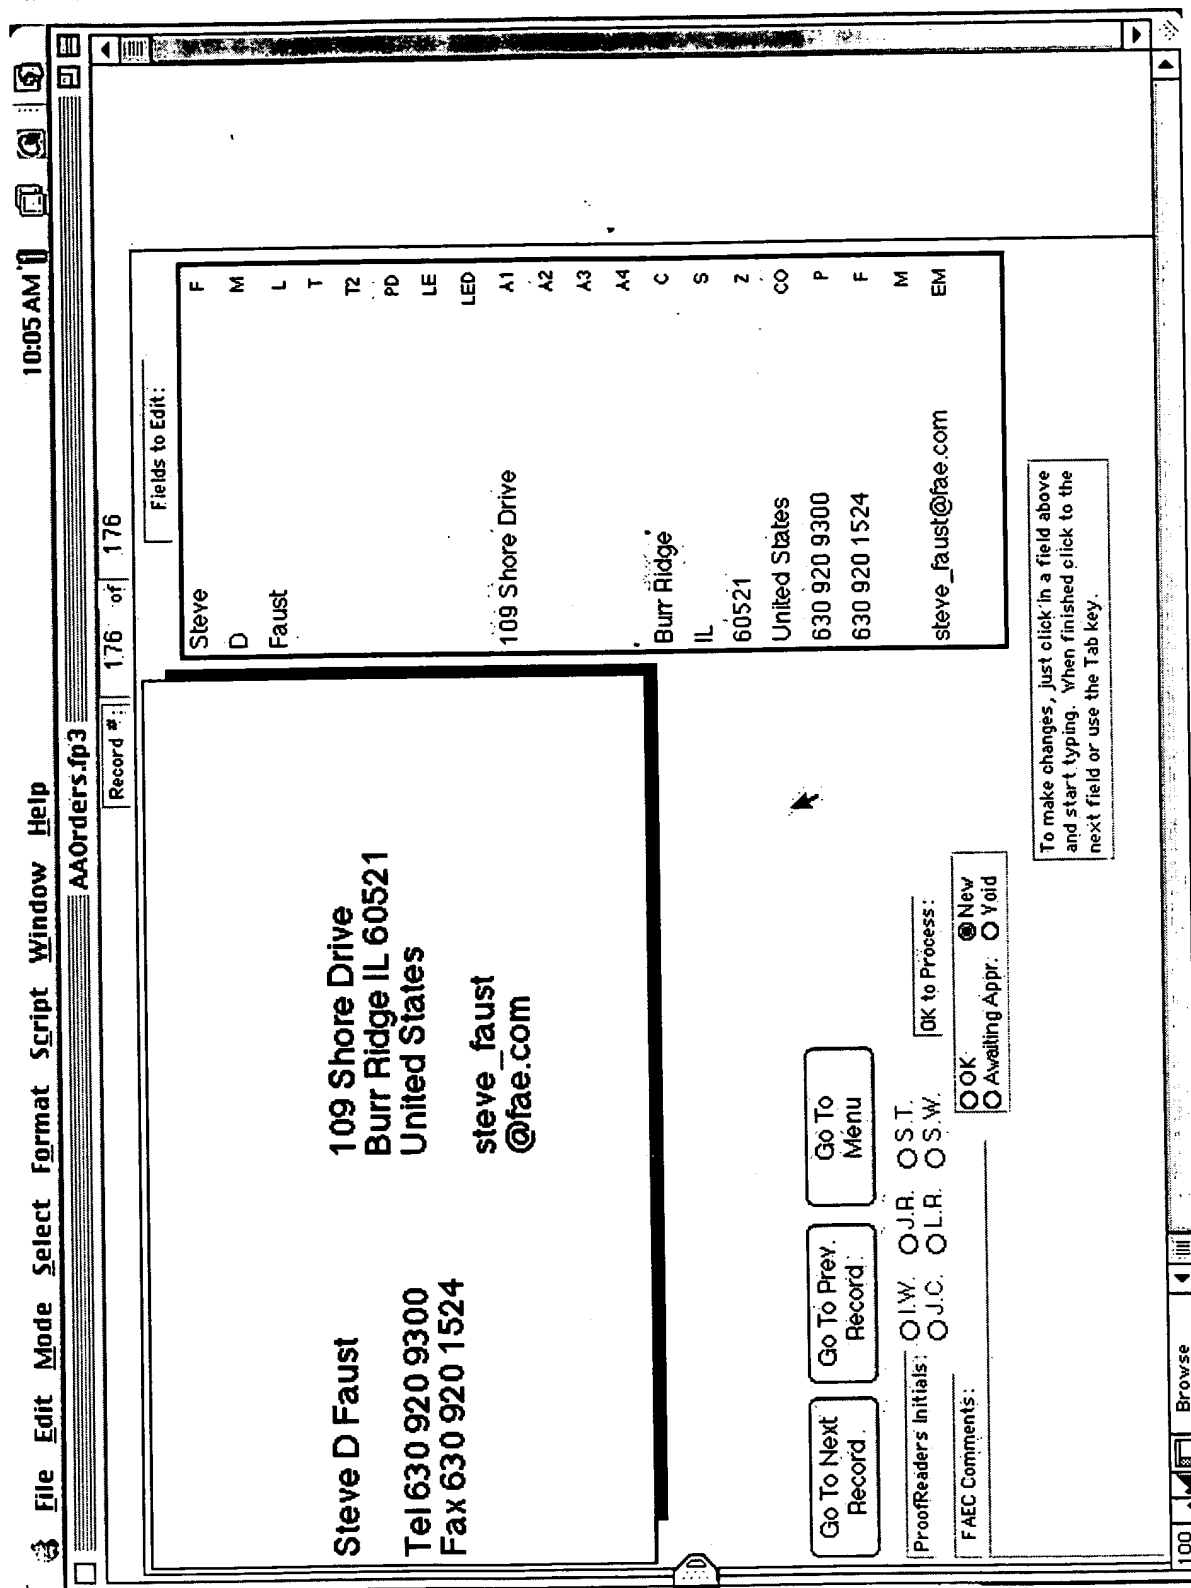 File Edit Mode Select Format Script Window Help 10:05 AM
AAOrders.fp3
Record #: 176 of 176
Steve D Faust
Tel 630 920 9300
Fax 630 920 1524
109 Shore Drive
Burr Ridge IL 60521
United States
steve_faust
@fae.com
Fields to Edit:
Steve F
D M
Faust L
T
T2
PD
LE
LED
109 Shore Drive A1
A2
A3
A4
Burr Ridge C
IL S
60521 Z
United States CO
630 920 9300 P
630 920 1524 F
M
steve_faust@fae.com EM
Go To Next
Record
Go To Prev.
Record
Go To
Menu
ProofReaders Initials: I.W. J.R. S.T.
J.C. L.R. S.W.
OK to Process:
OK New
Awaiting Appr. Void
FAEC Comments:
To make changes, just click in a field above
and start typing. When finished click to the
next field or use the Tab key.
100 Browse